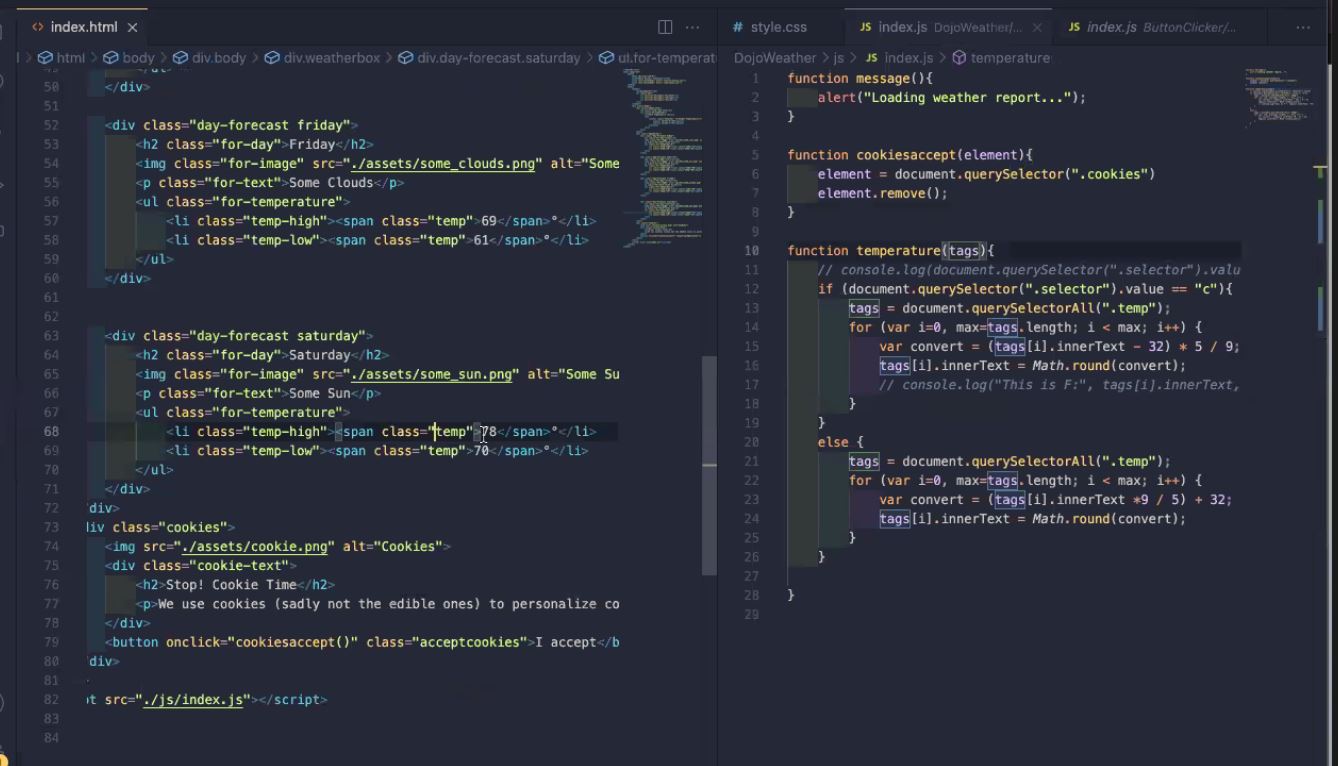 index.html
html > body > div.body > div.weatherbox > div.day-forecast.saturday > ul.for-temperat
50 </div>
51
52 <div class="day-forecast friday">
53 <h2 class="for-day">Friday</h2>
54 <img class="for-image" src="./assets/some_clouds.png" alt="Some
55 <p class="for-text">Some Clouds</p>
56 <ul class="for-temperature">
57 <li class="temp-high"><span class="temp">69</span>°</li>
58 <li class="temp-low"><span class="temp">61</span>°</li>
59 </ul>
60 </div>
61
62
63 <div class="day-forecast saturday">
64 <h2 class="for-day">Saturday</h2>
65 <img class="for-image" src="./assets/some_sun.png" alt="Some Su
66 <p class="for-text">Some Sun</p>
67 <ul class="for-temperature">
68 <li class="temp-high"><span class="temp">78</span>°</li>
69 <li class="temp-low"><span class="temp">70</span>°</li>
70 </ul>
71 </div>
72 /div>
73 div class="cookies">
74 <img src="./assets/cookie.png" alt="Cookies">
75 <div class="cookie-text">
76 <h2>Stop! Cookie Time</h2>
77 <p>We use cookies (sadly not the edible ones) to personalize co
78 </div>
79 <button onclick="cookiesaccept()" class="acceptcookies">I accept</b
80 /div>
81 >
82 pt src="./js/index.js"></script>
83
84
# style.css
JS index.js DojoWeather/...
JS index.js ButtonClicker/...
DojoWeather > js > JS index.js > temperature
1 function message(){
2 alert("Loading weather report...");
3 }
4
5 function cookiesaccept(element){
6 element = document.querySelector(".cookies")
7 element.remove();
8 }
9
10 function temperature(tags){
11 // console.log(document.querySelector(".selector").valu
12 if (document.querySelector(".selector").value == "c"){
13 tags = document.querySelectorAll(".temp");
14 for (var i=0, max=tags.length; i < max; i++) {
15 var convert = (tags[i].innerText - 32) * 5 / 9;
16 tags[i].innerText = Math.round(convert);
17 // console.log("This is F:", tags[i].innerText,
18 }
19 }
20 else {
21 tags = document.querySelectorAll(".temp");
22 for (var i=0, max=tags.length; i < max; i++) {
23 var convert = (tags[i].innerText *9 / 5) + 32;
24 tags[i].innerText = Math.round(convert);
25 }
26 }
27
28 }
29